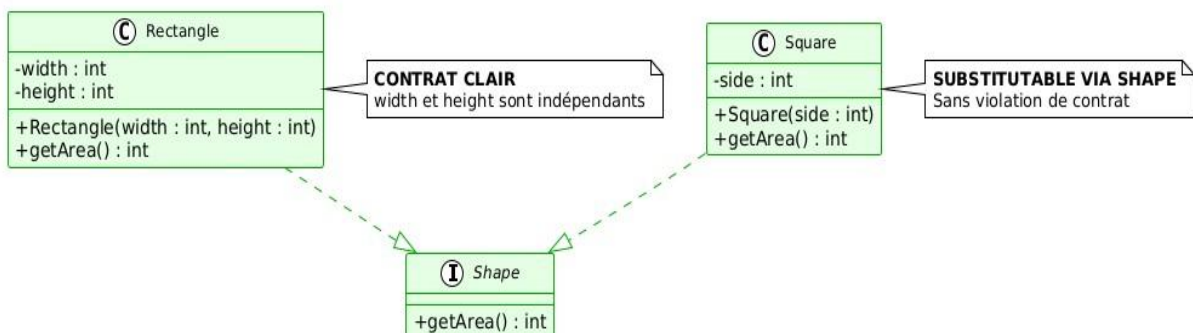 C Rectangle
-width : int
-height : int
+Rectangle(width : int, height : int)
+getArea() : int
CONTRAT CLAIR
width et height sont indépendants
C Square
-side : int
+Square(side : int)
+getArea() : int
SUBSTITUTABLE VIA SHAPE
Sans violation de contrat
I Shape
+getArea() : int